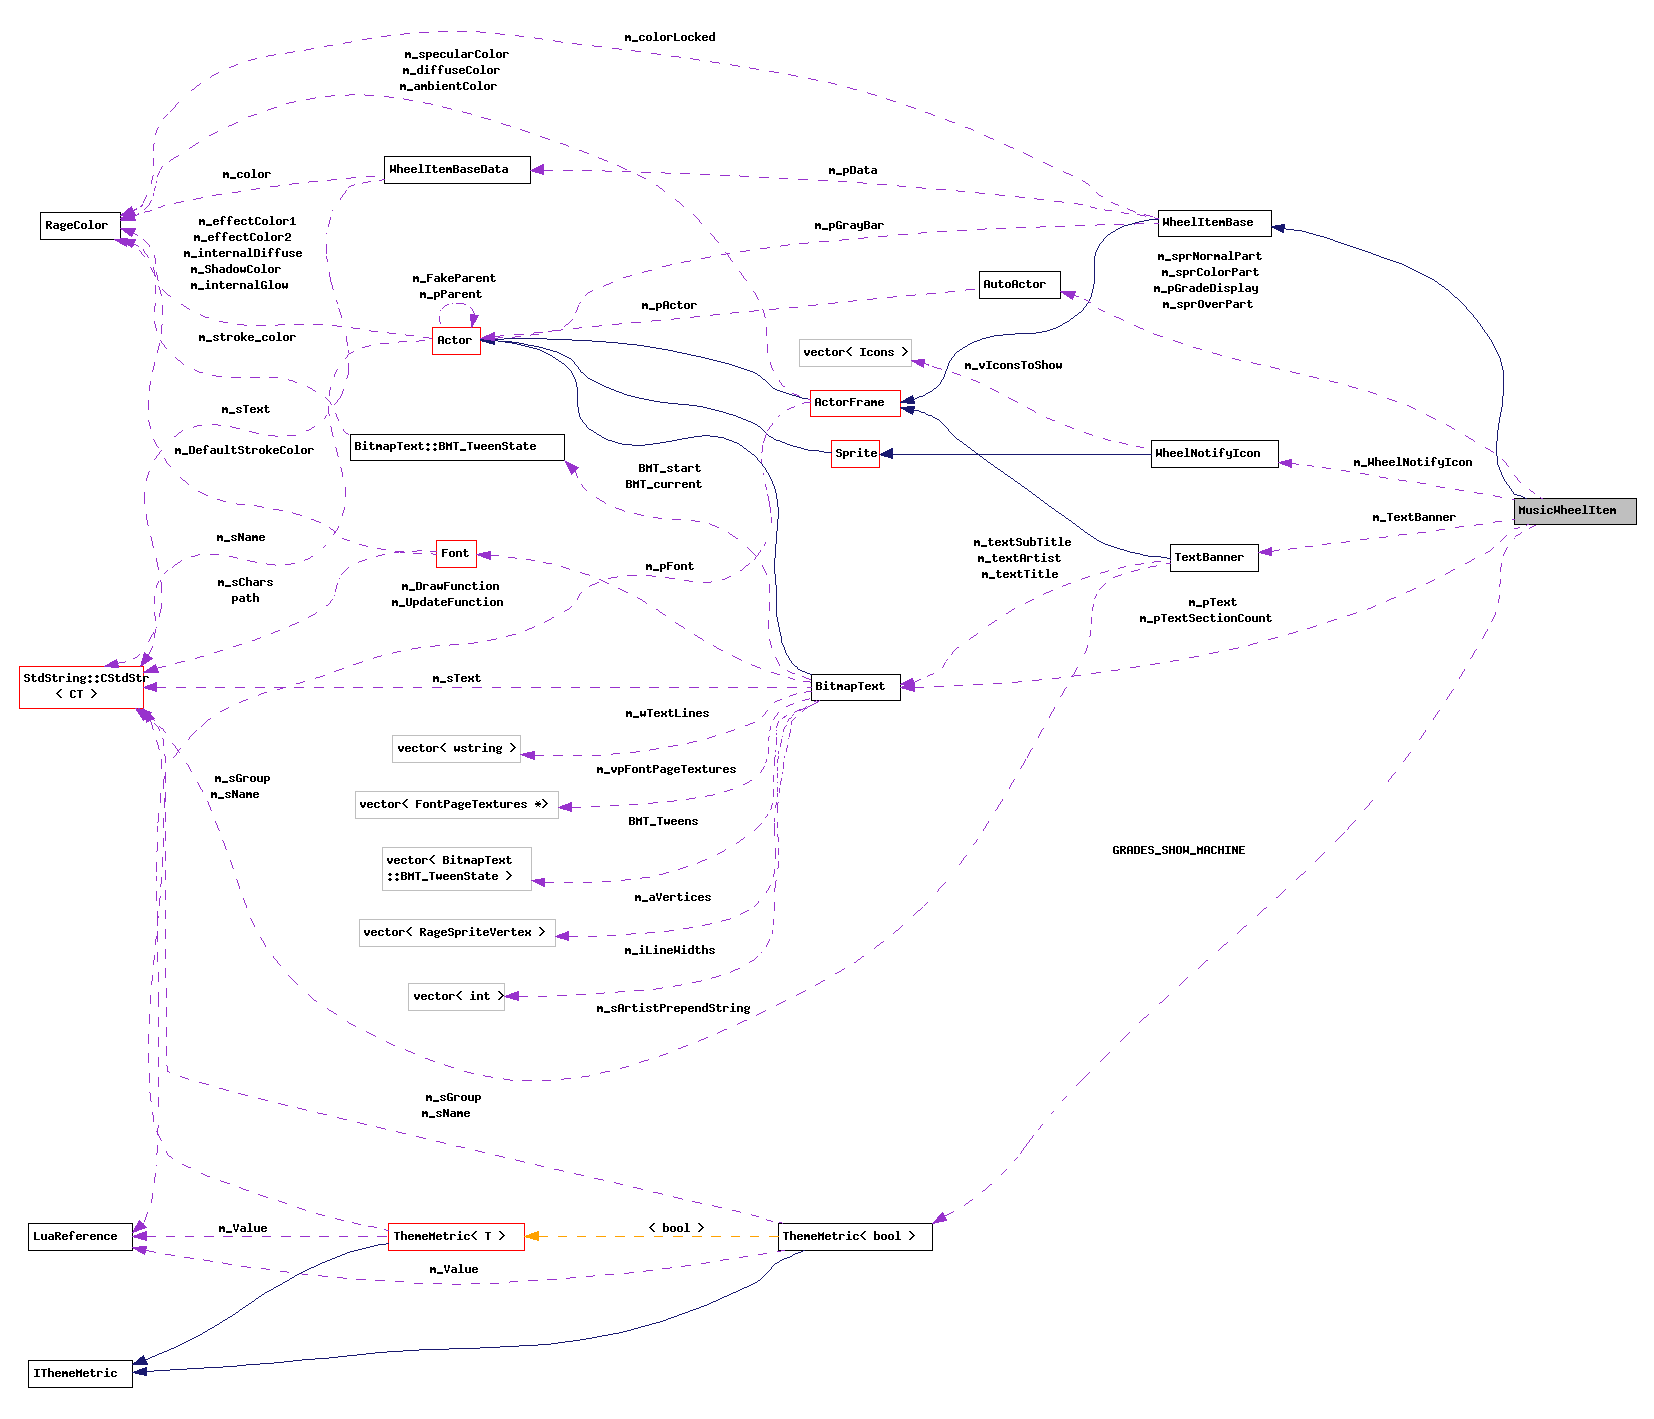 m_colorLocked
m_specularColor
m_diffuseColor
m_ambientColor
WheelItemBaseData
m_color
m_pData
RageColor
m_effectColor1
m_effectColor2
m_internalDiffuse
m_ShadowColor
m_internalGlow
m_pGrayBar
WheelItemBase
m_sprNormalPart
m_sprColorPart
m_pGradeDisplay
m_sprOverPart
m_FakeParent
m_pParent
AutoActor
m_pActor
m_stroke_color
Actor
vector< Icons >
m_vIconsToShow
ActorFrame
m_sText
m_DefaultStrokeColor
BitmapText::BMT_TweenState
Sprite
WheelNotifyIcon
m_WheelNotifyIcon
BMT_start
BMT_current
MusicWheelItem
m_TextBanner
m_sName
Font
m_textSubTitle
m_textArtist
m_textTitle
TextBanner
m_pFont
m_sChars
path
m_DrawFunction
m_UpdateFunction
m_pText
m_pTextSectionCount
StdString::CStdStr
< CT >
m_sText
BitmapText
m_wTextLines
vector< wstring >
m_vpFontPageTextures
m_sGroup
m_sName
vector< FontPageTextures *>
BMT_Tweens
GRADES_SHOW_MACHINE
vector< BitmapText
::BMT_TweenState >
m_aVertices
vector< RageSpriteVertex >
m_iLineWidths
vector< int >
m_sArtistPrependString
m_sGroup
m_sName
LuaReference
m_Value
ThemeMetric< T >
< bool >
ThemeMetric< bool >
m_Value
IThemeMetric